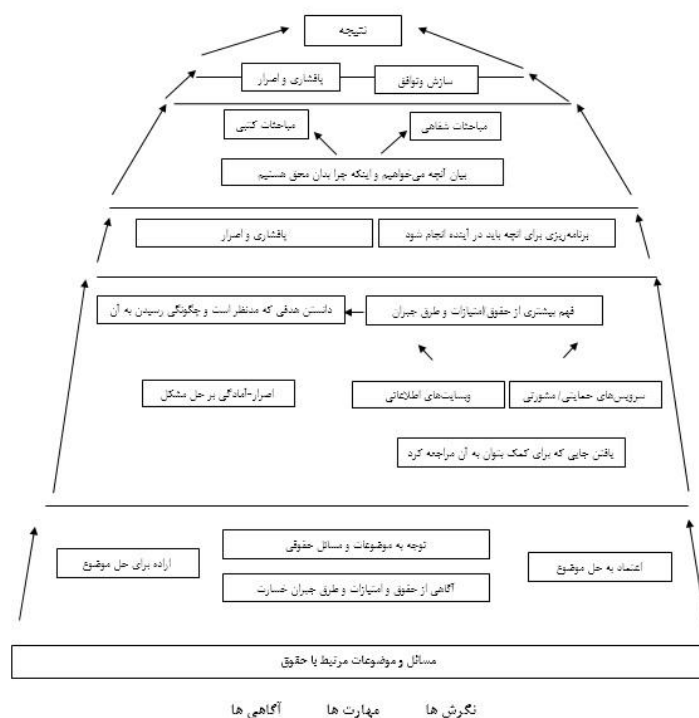 نتیجه
سازش وتوافق
پافشاری و اصرار
مباحثات شفاهی
مباحثات کتبی
بیان آنچه می‌خواهیم و اینکه چرا بدان محق هستیم
برنامه‌ریزی برای انچه باید در آینده انجام شود
پافشاری و اصرار
فهم بیشتری از حقوق/امتیازات و طرق جبران
دانستن هدفی که مدنظر است و چگونگی رسیدن به آن
سرویس‌های حمایتی/ مشورتی
وبسایت‌های اطلاعاتی
اصرار-آمادگی بر حل مشکل
یافتن جایی که برای کمک بتوان به آن مراجعه کرد
توجه به موضوعات و مسائل حقوقی
اعتماد به حل موضوع
اراده برای حل موضوع
آگاهی از حقوق و امتیازات و طرق جبران خسارت
مسائل و موضوعات مرتبط با حقوق
نگرش ها مهارت ها آگاهی ها